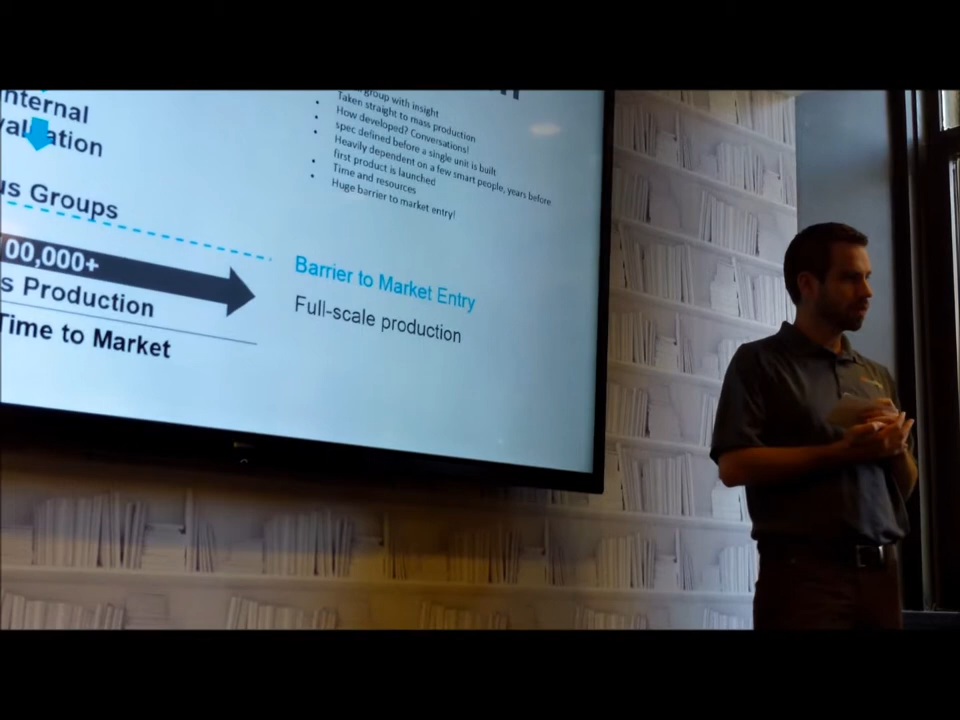 nternal
group with insight
Taken straight to mass production
How developed? Conversations!
spec defined before a single unit is built
Heavily dependent on a few smart people, years before
first product is launched
Time and resources
Huge barrier to market entry!
us Groups
00,000+
s Production
Time to Market
Barrier to Market Entry
Full-scale production